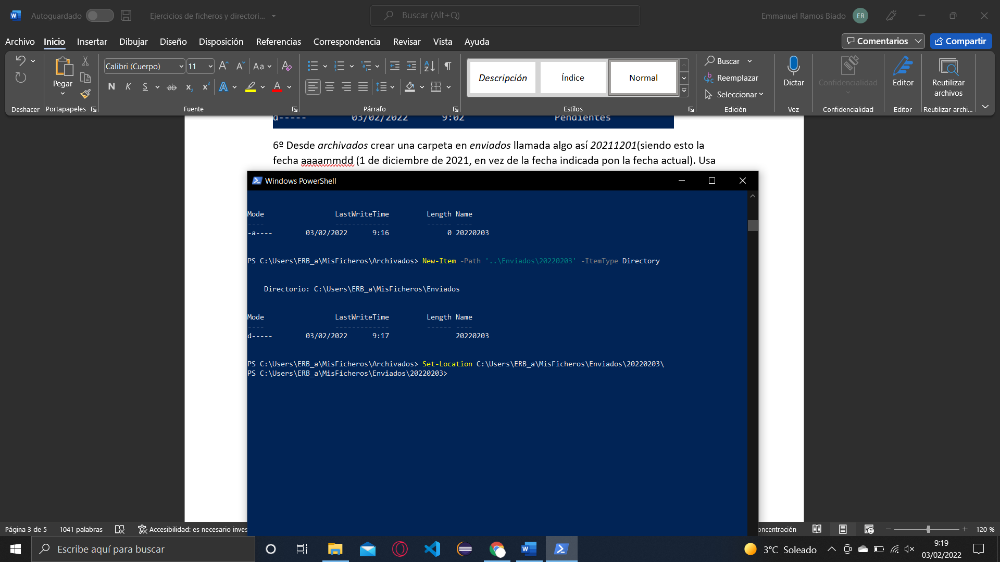 Autoguardado
Ejercicios de ficheros y directori...
Buscar (Alt+Q)
Emmanuel Ramos Biado
ER
Archivo Inicio Insertar Dibujar Diseño Disposición Referencias Correspondencia Revisar Vista Ayuda
Comentarios
Compartir
Calibri (Cuerpo) 11
Aa
Pegar
N K S ab x2 x2 A A
Descripción
Índice
Normal
Buscar
Reemplazar
Seleccionar
Dictar
Confidencialidad
Editor
Reutilizar
archivos
Deshacer Portapapeles Fuente Párrafo Estilos Edición Voz Confidencialidad Editor Reutilizar archi...
d----- 03/02/2022 9:02 Pendientes
6º Desde archivados crear una carpeta en enviados llamada algo así 20211201(siendo esto la
fecha aaaammdd (1 de diciembre de 2021, en vez de la fecha indicada pon la fecha actual). Usa
Windows PowerShell
Mode LastWriteTime Length Name
---- ------------- ------ ----
-a---- 03/02/2022 9:16 0 20220203
PS C:\Users\ERB_a\MisFicheros\Archivados> New-Item -Path '..\Enviados\20220203' -ItemType Directory
Directorio: C:\Users\ERB_a\MisFicheros\Enviados
Mode LastWriteTime Length Name
---- ------------- ------ ----
d----- 03/02/2022 9:17 20220203
PS C:\Users\ERB_a\MisFicheros\Archivados> Set-Location C:\Users\ERB_a\MisFicheros\Enviados\20220203\
PS C:\Users\ERB_a\MisFicheros\Enviados\20220203>
Página 3 de 5 1041 palabras Accesibilidad: es necesario inves
oncentración
120 %
Escribe aquí para buscar
3°C Soleado
9:19
03/02/2022